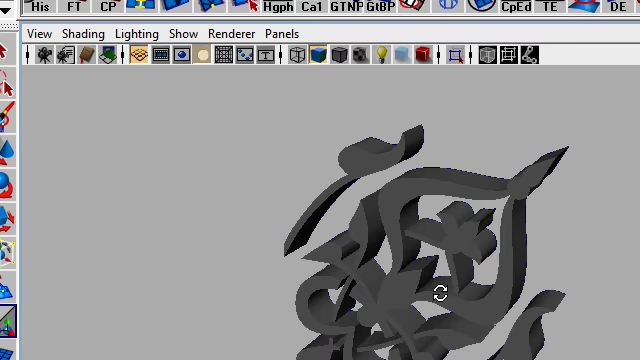 His FT CP Hgph Ca1 GTNP GtBP CpEd TE DE
View Shading Lighting Show Renderer Panels